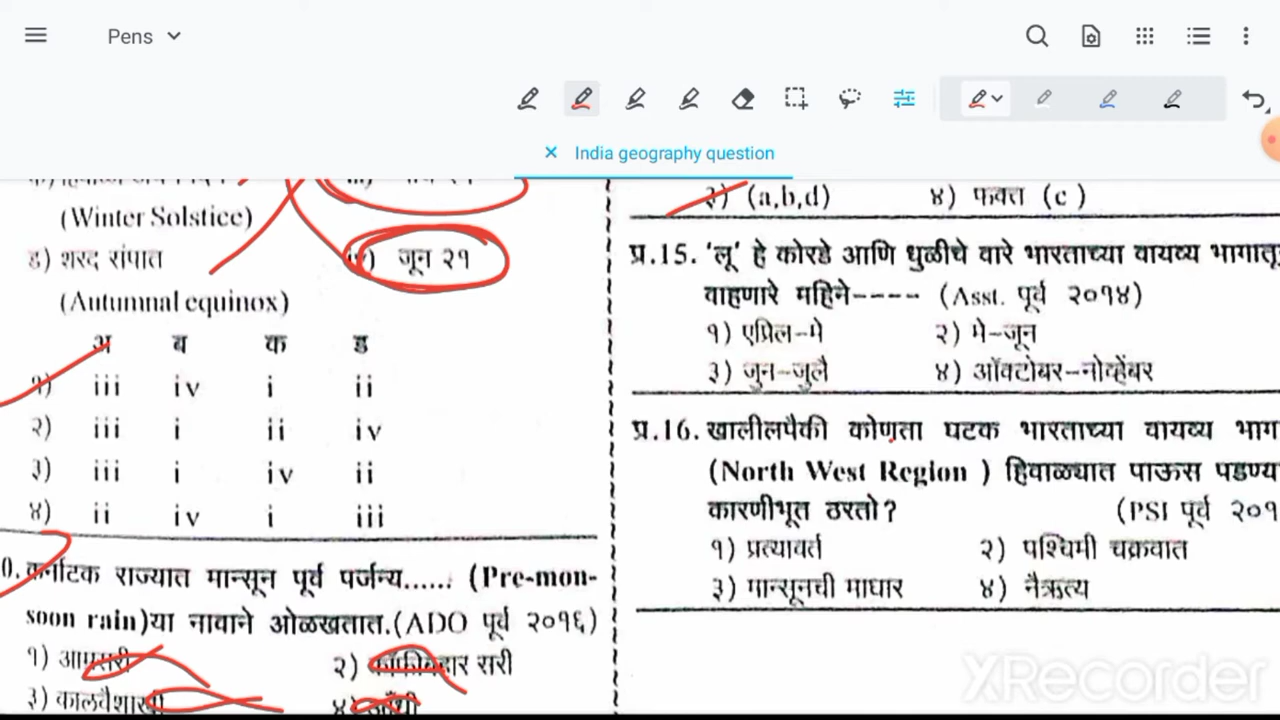 Pens
India geography question
(Winter Solstice)
ड) शरद संपात
जून २१
(Autumnal equinox)
अ ब क ड
१) iii iv i ii
२) iii i ii iv
३) iii i iv ii
४) ii iv i iii
0. कर्नाटक राज्यात मान्सून पूर्व पर्जन्य...... (Pre-mon-
soon rain)या नावाने ओळखतात.(ADO पूर्व २०१६)
१) आम्रसरी २) कॉफीबहार सरी
३) कालवैशाखी ४) आँधी
३) (a,b,d) ४) फक्त (c )
प्र.15. 'लू' हे कोरडे आणि धुळीचे वारे भारताच्या वायव्य भागातू
वाहणारे महिने---- (Asst. पूर्व २०१४)
१) एप्रिल-मे २) मे-जून
३) जुन-जुलै ४) ऑक्टोबर-नोव्हेंबर
प्र.16. खालीलपैकी कोणता घटक भारताच्या वायव्य भाग
(North West Region ) हिवाळ्यात पाऊस पडण्य
कारणीभूत ठरतो? (PSI पूर्व २०१
१) प्रत्यावर्त २) पश्चिमी चक्रवात
३) मान्सूनची माघार ४) नैऋत्य
XRecorder